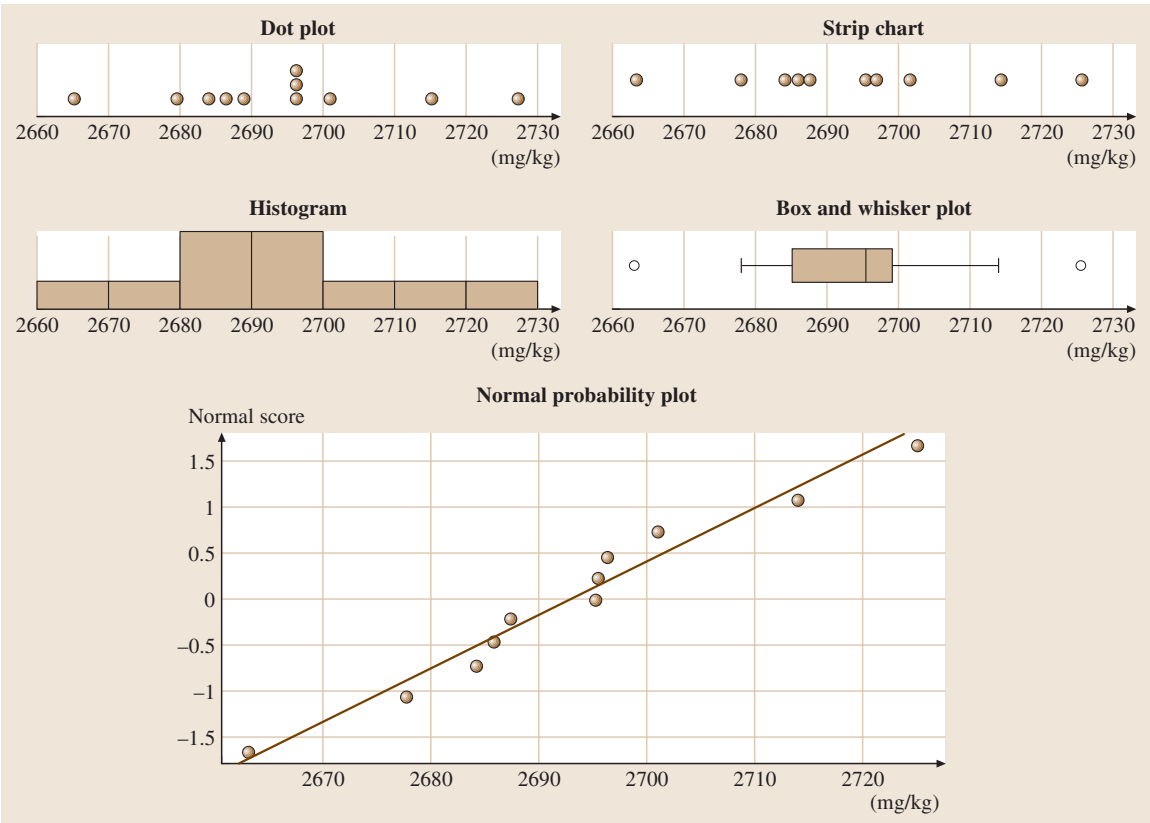 Dot plot
2660 2670 2680 2690 2700 2710 2720 2730
(mg/kg)
Strip chart
2660 2670 2680 2690 2700 2710 2720 2730
(mg/kg)
Histogram
2660 2670 2680 2690 2700 2710 2720 2730
(mg/kg)
Box and whisker plot
2660 2670 2680 2690 2700 2710 2720 2730
(mg/kg)
Normal probability plot
Normal score
1.5
1
0.5
0
–0.5
–1
–1.5
2670 2680 2690 2700 2710 2720
(mg/kg)